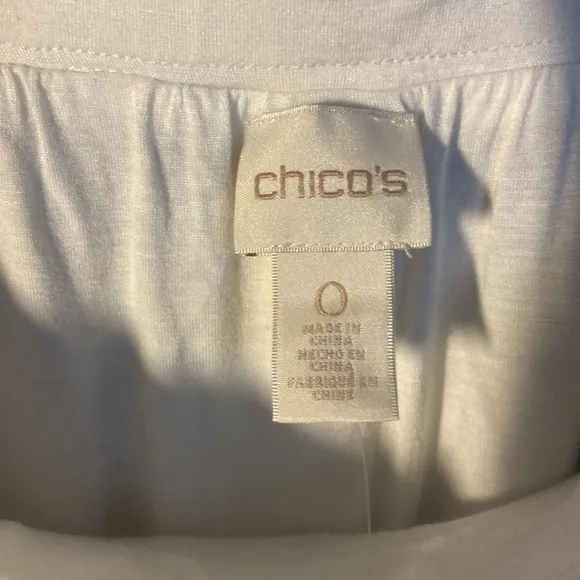 chico's
0
MADE IN
CHINA
HECHO EN
CHINA
FABRIQUÉ EN
CHINE